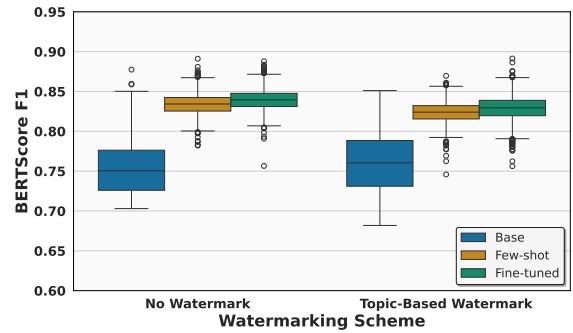 BERTScore F1
0.95
0.90
0.85
0.80
0.75
0.70
0.65
0.60
Base
Few-shot
Fine-tuned
No Watermark
Topic-Based Watermark
Watermarking Scheme